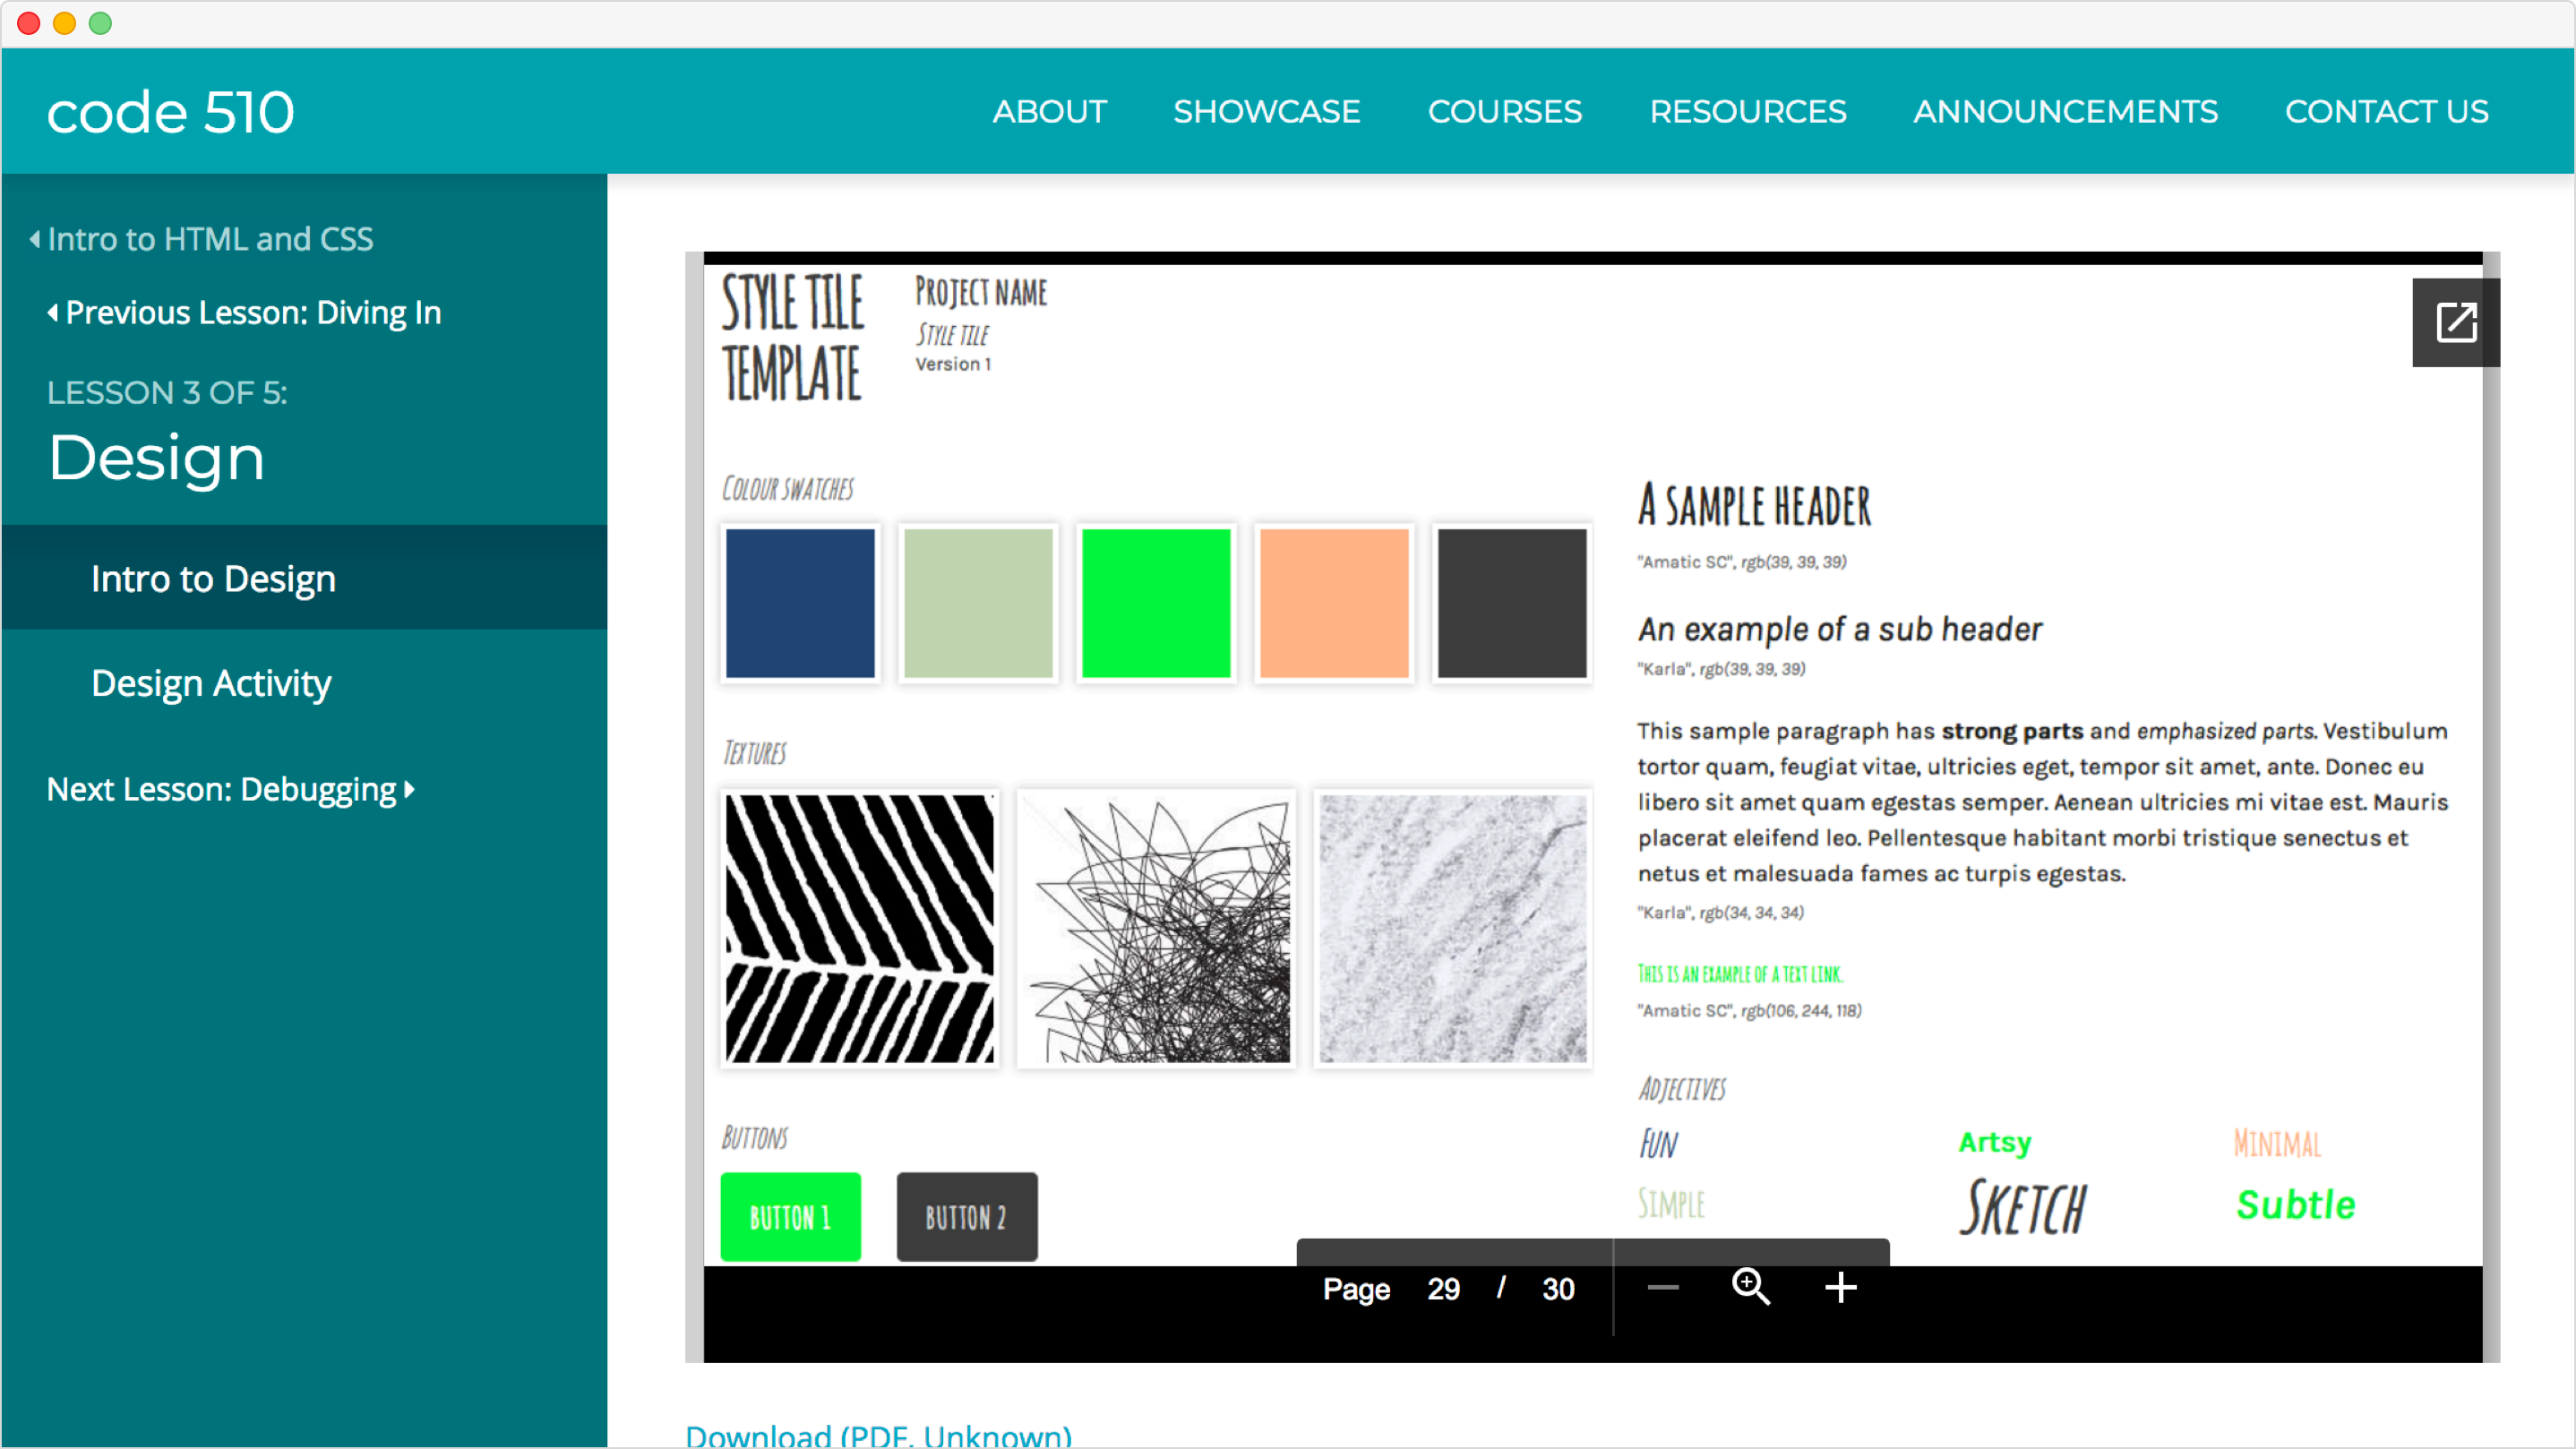 code 510
ABOUT
SHOWCASE
COURSES
RESOURCES
ANNOUNCEMENTS
CONTACT US
Intro to HTML and CSS
Previous Lesson: Diving In
LESSON 3 OF 5:
Design
Intro to Design
Design Activity
Next Lesson: Debugging
STYLE TILE
TEMPLATE
PROJECT NAME
STYLE TILE
Version 1
COLOUR SWATCHES
TEXTURES
BUTTONS
BUTTON 1
BUTTON 2
A SAMPLE HEADER
"Amatic SC", rgb(39, 39, 39)
An example of a sub header
"Karla", rgb(39, 39, 39)
This sample paragraph has strong parts and emphasized parts. Vestibulum
tortor quam, feugiat vitae, ultricies eget, tempor sit amet, ante. Donec eu
libero sit amet quam egestas semper. Aenean ultricies mi vitae est. Mauris
placerat eleifend leo. Pellentesque habitant morbi tristique senectus et
netus et malesuada fames ac turpis egestas.
"Karla", rgb(34, 34, 34)
THIS IS AN EXAMPLE OF A TEXT LINK.
"Amatic SC", rgb(106, 244, 118)
ADJECTIVES
FUN
Artsy
MINIMAL
SIMPLE
SKETCH
Subtle
Page 29 / 30
Download (PDF, Unknown)